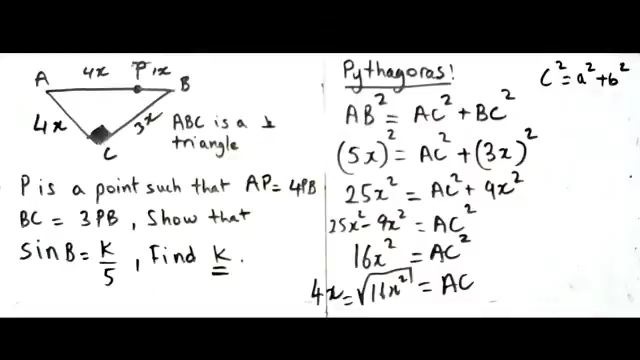 4x P 1x
A B
4x 3x
C
ABC is a ⊥
triangle
P is a point such that AP = 4PB
BC = 3PB, Show that
Sin B = K/5, Find K.
Pythagoras!
C² = a² + b²
AB² = AC² + BC²
(5x)² = AC² + (3x)²
25x² = AC² + 9x²
25x² - 9x² = AC²
16x² = AC²
4x = √16x² = AC